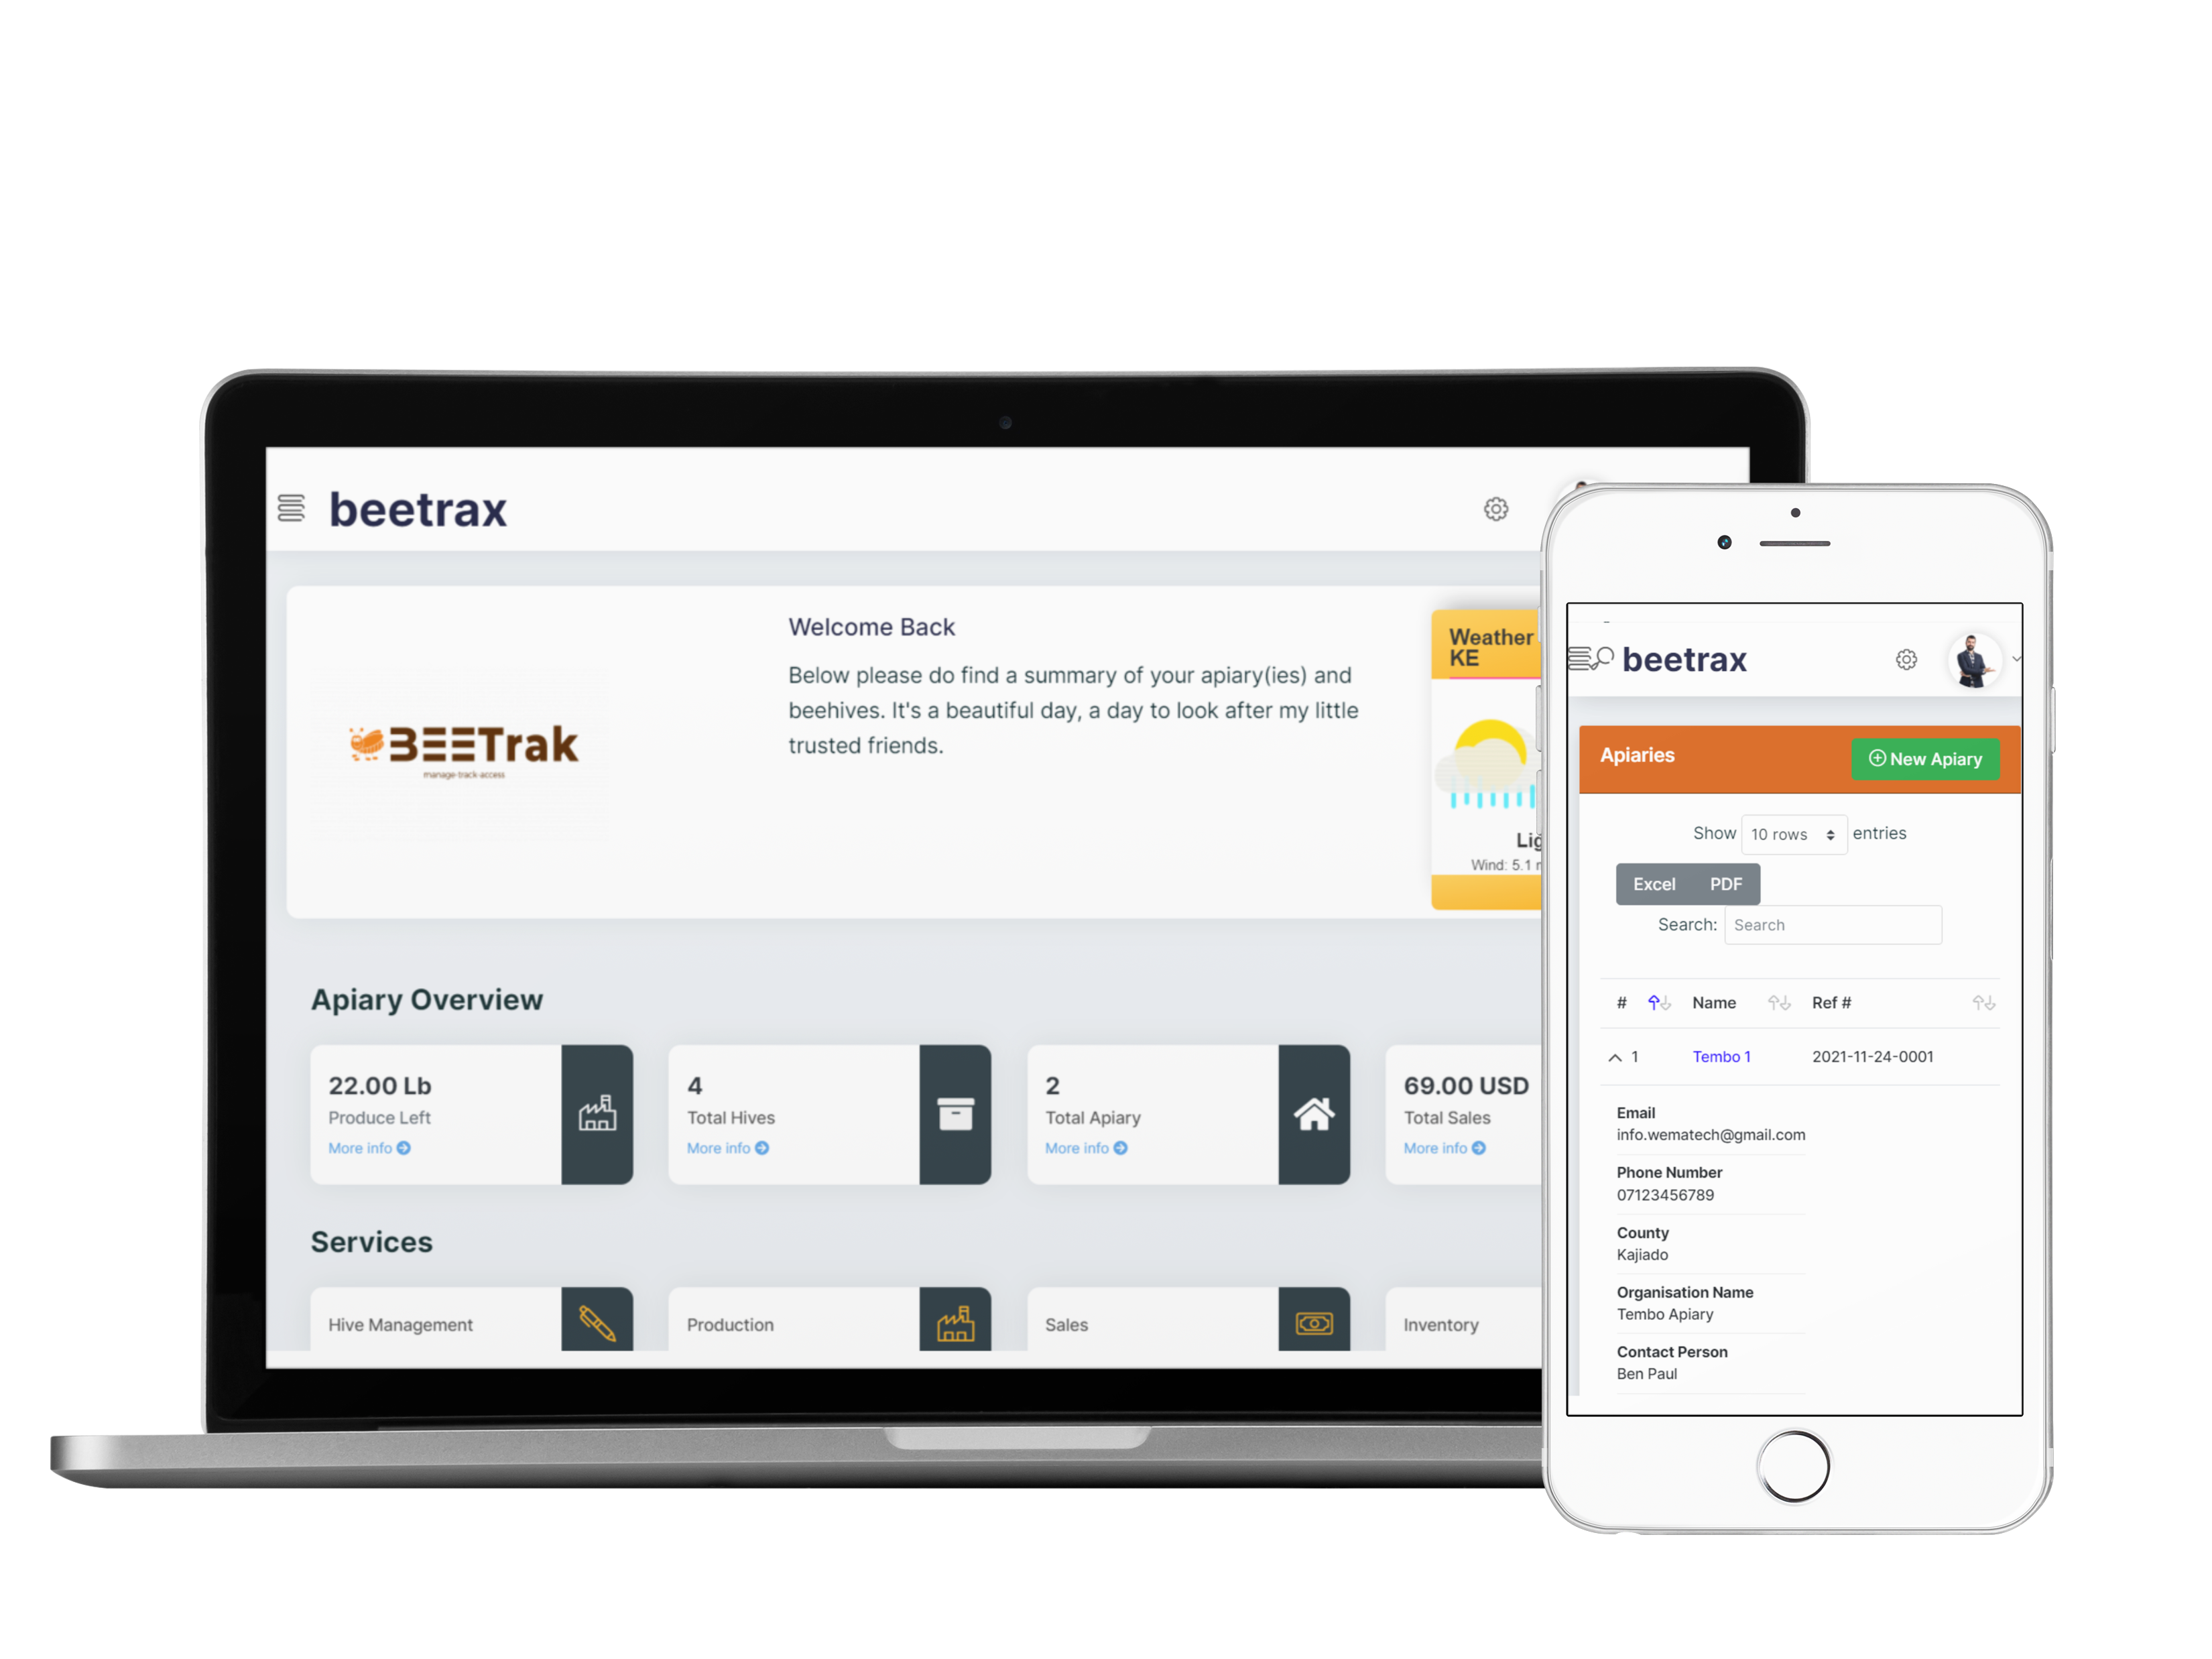 beetrax
Welcome Back
Below please do find a summary of your apiary(ies) and
beehives. It's a beautiful day, a day to look after my little
trusted friends.
BEETrak
manage-track-access
Weather
KE
Wind: 5.1
Apiary Overview
22.00 Lb
Produce Left
More info
4
Total Hives
More info
2
Total Apiary
More info
69.00 USD
Total Sales
More info
Services
Hive Management
Production
Sales
Inventory
beetrax
Apiaries
New Apiary
Show 10 rows entries
Excel PDF
Search: Search
# Name Ref #
1 Tembo 1 2021-11-24-0001
Email
info.wematech@gmail.com
Phone Number
07123456789
County
Kajiado
Organisation Name
Tembo Apiary
Contact Person
Ben Paul